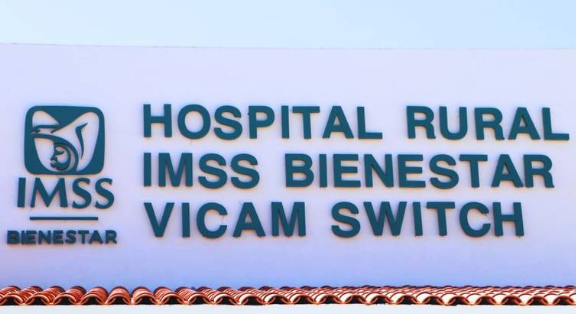 IMSS
BIENESTAR
HOSPITAL RURAL
IMSS BIENESTAR
VICAM SWITCH